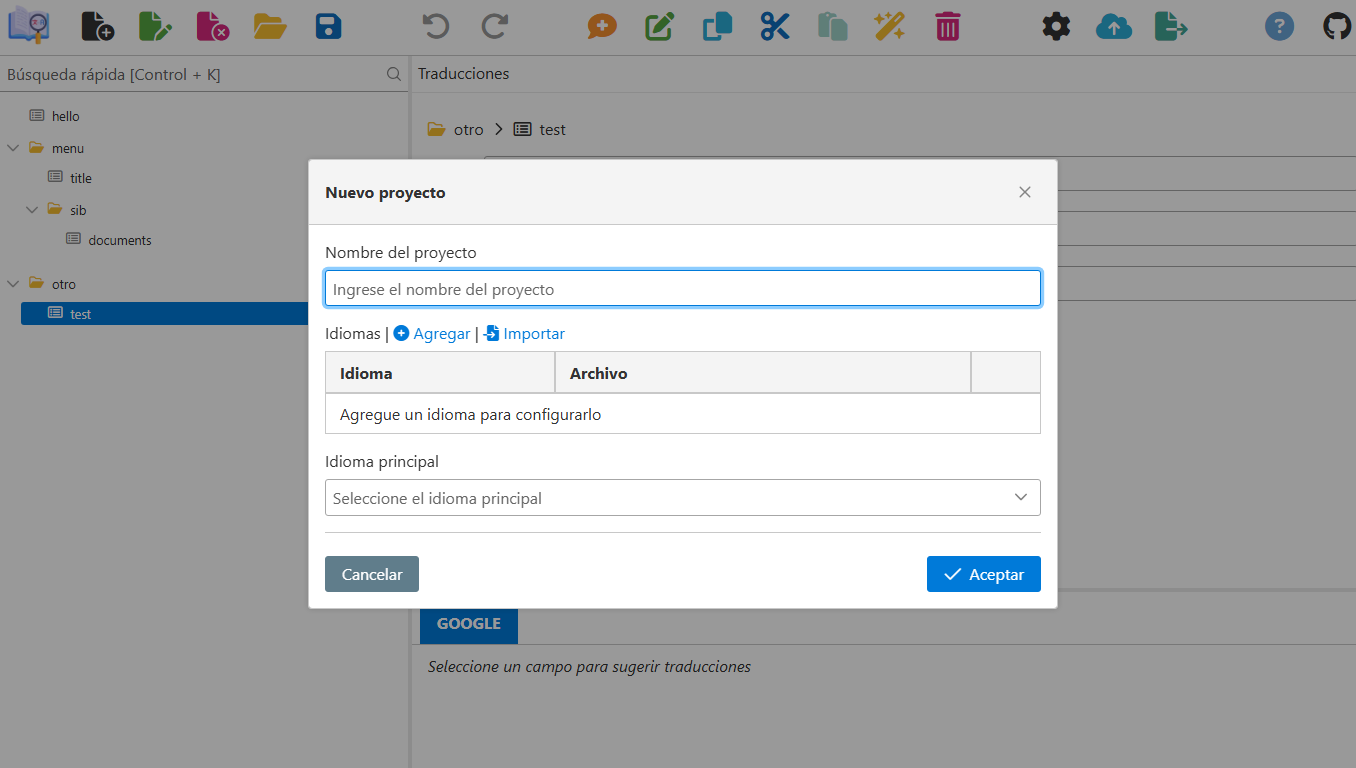 Búsqueda rápida [Control + K]
hello
menu
title
sib
documents
otro
test
Traducciones
otro
test
Nuevo proyecto
Nombre del proyecto
Ingrese el nombre del proyecto
Idiomas | Agregar | Importar
Idioma Archivo
Agregue un idioma para configurarlo
Idioma principal
Seleccione el idioma principal
Cancelar Aceptar
GOOGLE
Seleccione un campo para sugerir traducciones